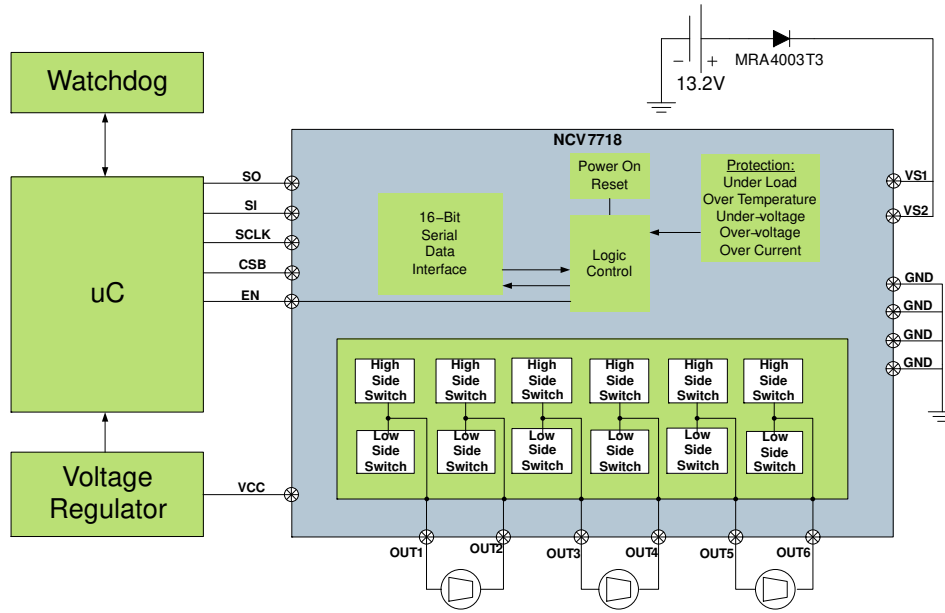 MRA4003T3
− +
13.2V
Watchdog
uC
Voltage
Regulator
SO
SI
SCLK
CSB
EN
VCC
NCV7718
16−Bit
Serial
Data
Interface
Power On
Reset
Logic
Control
Protection:
Under Load
Over Temperature
Under−voltage
Over−voltage
Over Current
VS1
VS2
GND
GND
GND
GND
High
Side
Switch
High
Side
Switch
High
Side
Switch
High
Side
Switch
High
Side
Switch
High
Side
Switch
Low
Side
Switch
Low
Side
Switch
Low
Side
Switch
Low
Side
Switch
Low
Side
Switch
Low
Side
Switch
OUT1
OUT2
OUT3
OUT4
OUT5
OUT6